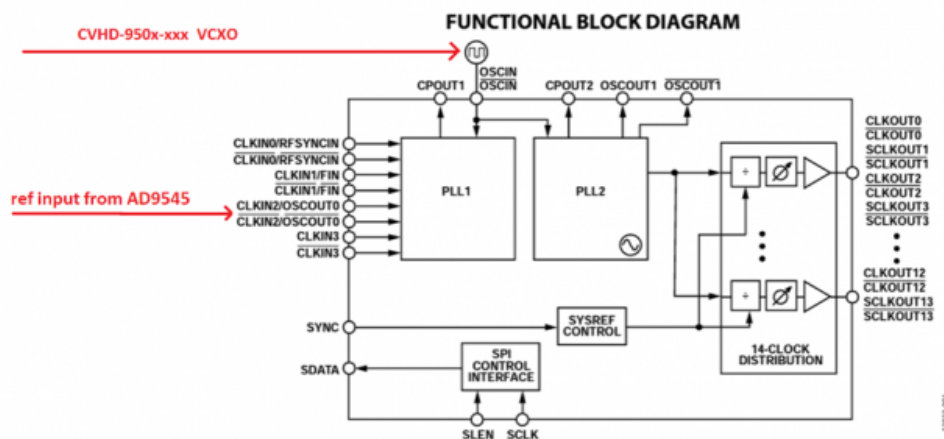 FUNCTIONAL BLOCK DIAGRAM
CVHD-950x-xxx VCXO
OSCIN
OSCIN
CPOUT1
CPOUT2
OSCOUT1
OSCOUT1
CLKIN0/RFSYNCIN
CLKIN0/RFSYNCIN
CLKIN1/FIN
CLKIN1/FIN
ref input from AD9545
CLKIN2/OSCOUT0
CLKIN2/OSCOUT0
CLKIN3
CLKIN3
PLL1
PLL2
÷
÷
CLKOUT0
CLKOUT0
SCLKOUT1
SCLKOUT1
CLKOUT2
CLKOUT2
SCLKOUT3
SCLKOUT3
CLKOUT12
CLKOUT12
SCLKOUT13
SCLKOUT13
SYNC
SYSREF
CONTROL
14-CLOCK
DISTRIBUTION
SDATA
SPI
CONTROL
INTERFACE
SLEN
SCLK